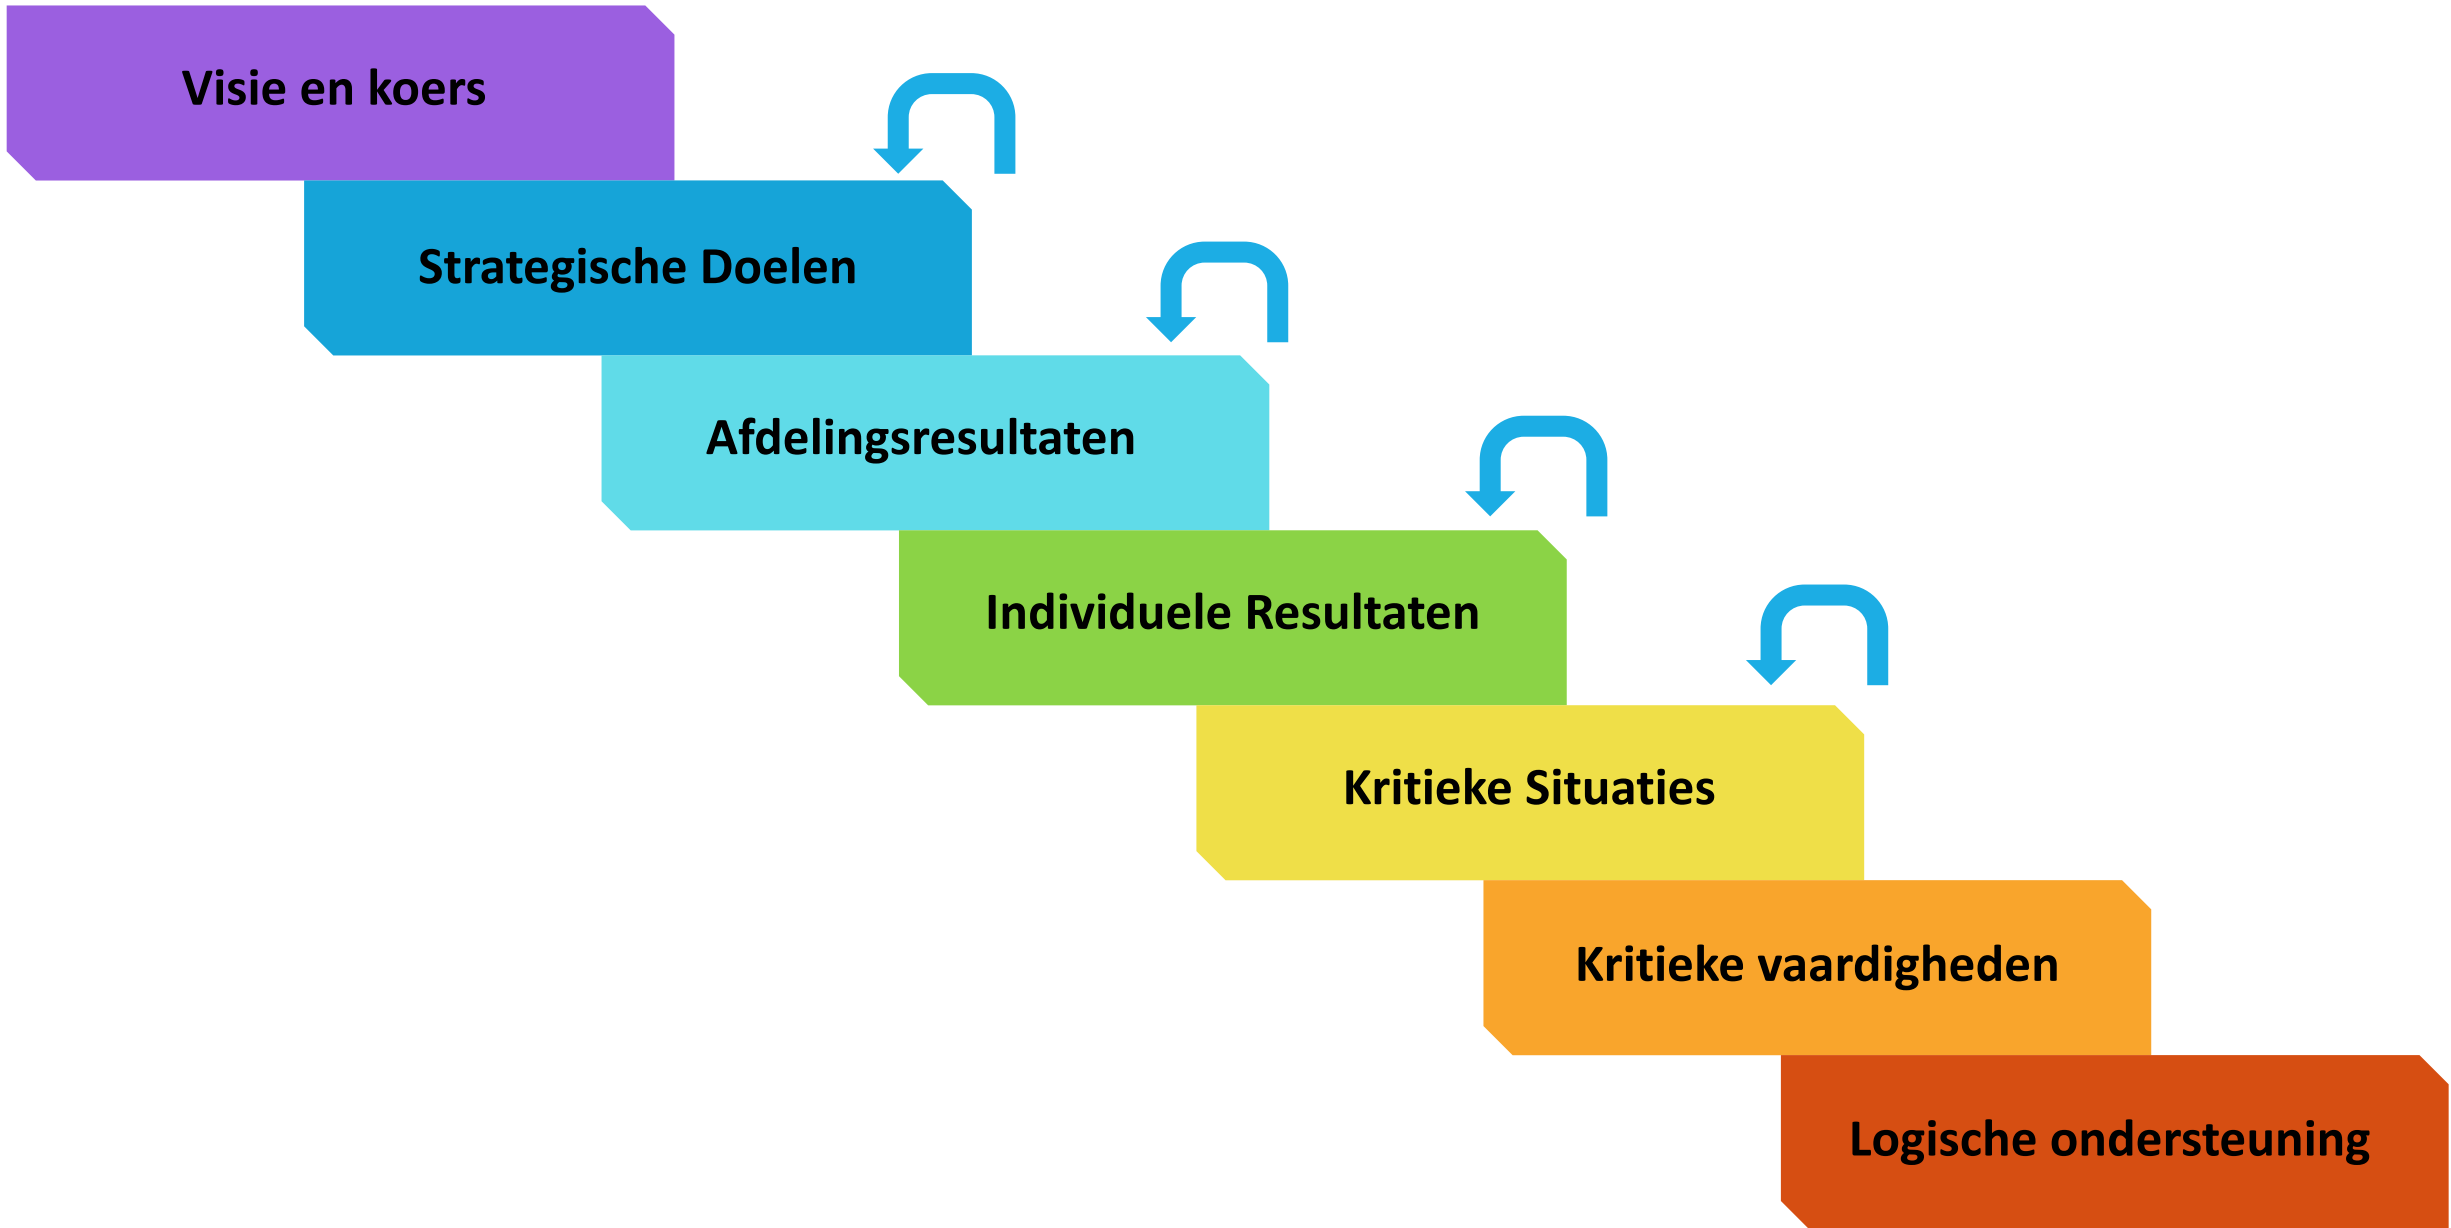 Visie en koers
Strategische Doelen
Afdelingsresultaten
Individuele Resultaten
Kritieke Situaties
Kritieke vaardigheden
Logische ondersteuning